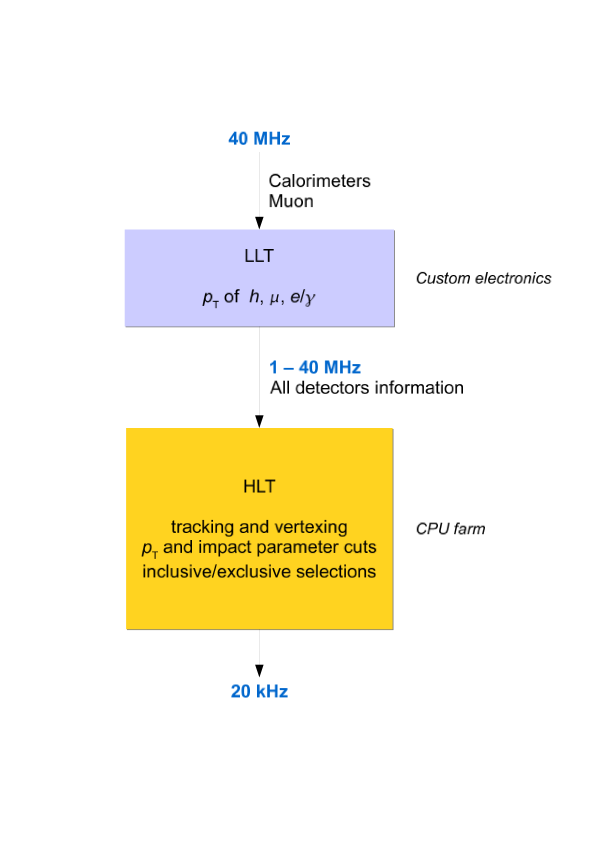 40 MHz
Calorimeters
Muon
LLT
pT of h, μ, e/γ
Custom electronics
1 – 40 MHz
All detectors information
HLT
tracking and vertexing
pT and impact parameter cuts
inclusive/exclusive selections
CPU farm
20 kHz